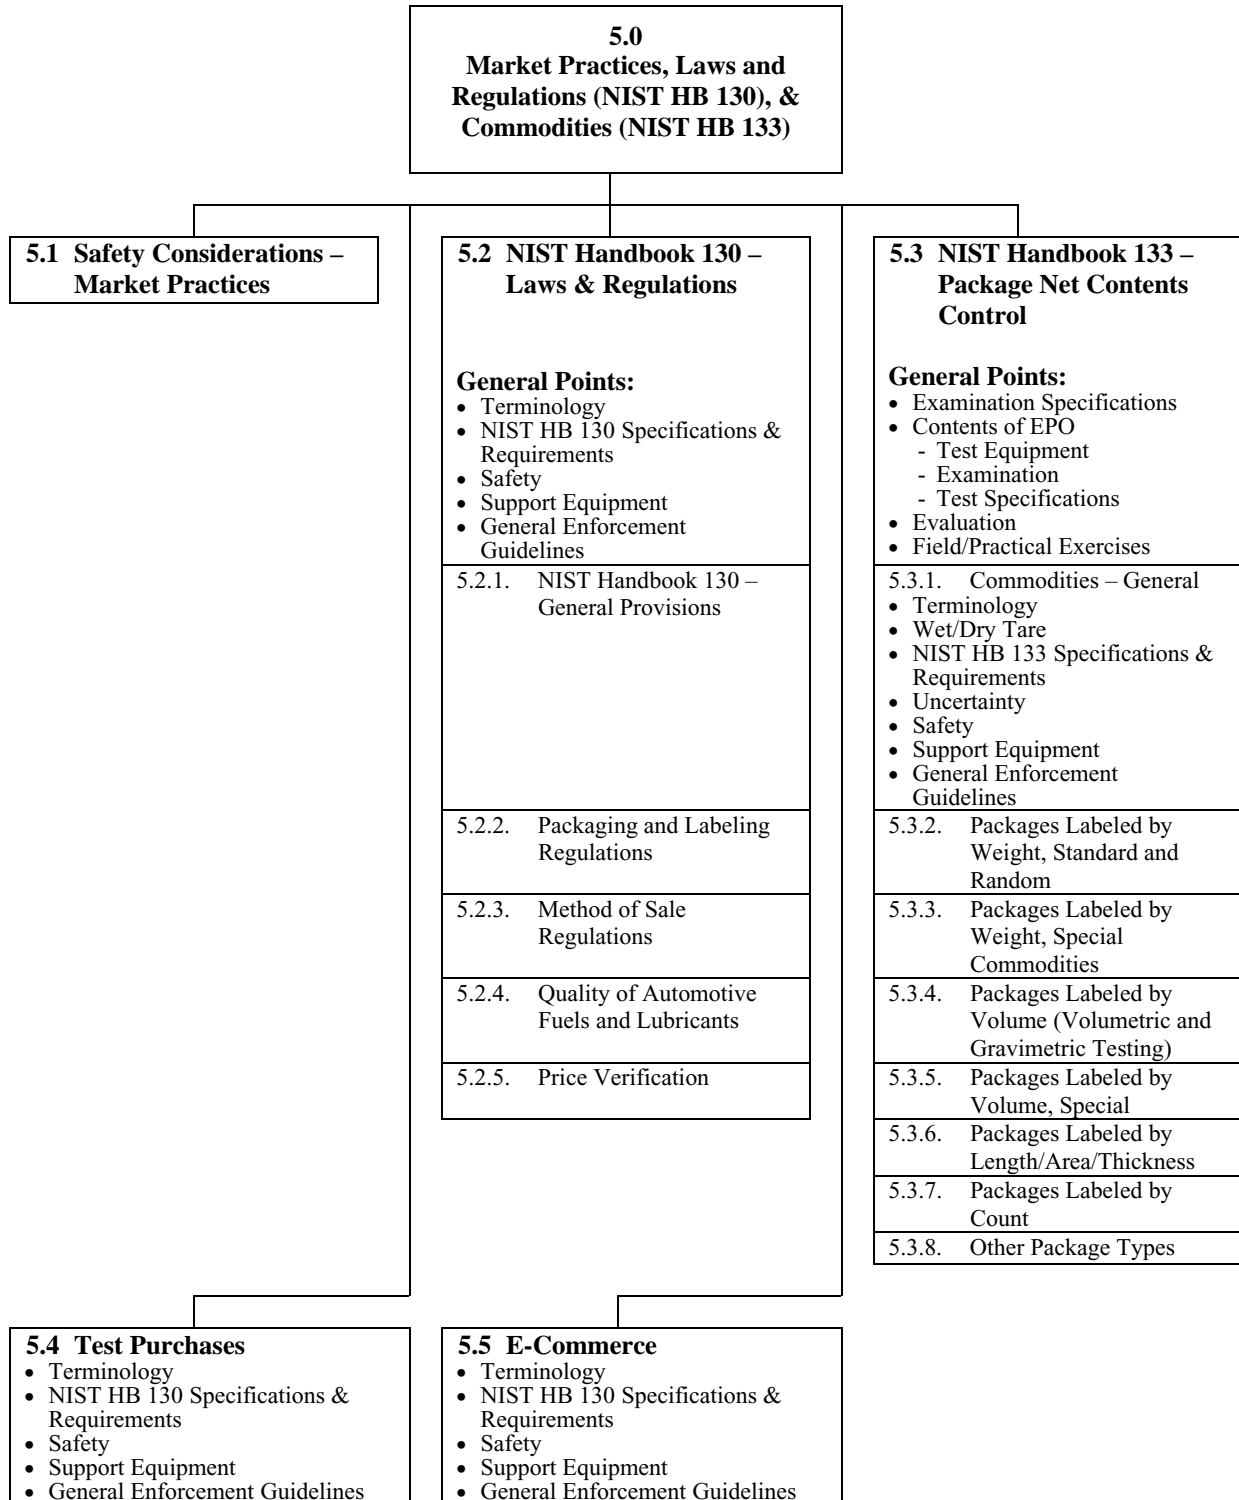 5.0
Market Practices, Laws and
Regulations (NIST HB 130), &
Commodities (NIST HB 133)
5.1 Safety Considerations –
Market Practices
5.2 NIST Handbook 130 –
Laws & Regulations
General Points:
• Terminology
• NIST HB 130 Specifications &
Requirements
• Safety
• Support Equipment
• General Enforcement
Guidelines
5.2.1. NIST Handbook 130 –
General Provisions
5.2.2. Packaging and Labeling
Regulations
5.2.3. Method of Sale
Regulations
5.2.4. Quality of Automotive
Fuels and Lubricants
5.2.5. Price Verification
5.3 NIST Handbook 133 –
Package Net Contents
Control
General Points:
• Examination Specifications
• Contents of EPO
- Test Equipment
- Examination
- Test Specifications
• Evaluation
• Field/Practical Exercises
5.3.1. Commodities – General
• Terminology
• Wet/Dry Tare
• NIST HB 133 Specifications &
Requirements
• Uncertainty
• Safety
• Support Equipment
• General Enforcement
Guidelines
5.3.2. Packages Labeled by
Weight, Standard and
Random
5.3.3. Packages Labeled by
Weight, Special
Commodities
5.3.4. Packages Labeled by
Volume (Volumetric and
Gravimetric Testing)
5.3.5. Packages Labeled by
Volume, Special
5.3.6. Packages Labeled by
Length/Area/Thickness
5.3.7. Packages Labeled by
Count
5.3.8. Other Package Types
5.4 Test Purchases
• Terminology
• NIST HB 130 Specifications &
Requirements
• Safety
• Support Equipment
• General Enforcement Guidelines
5.5 E-Commerce
• Terminology
• NIST HB 130 Specifications &
Requirements
• Safety
• Support Equipment
• General Enforcement Guidelines